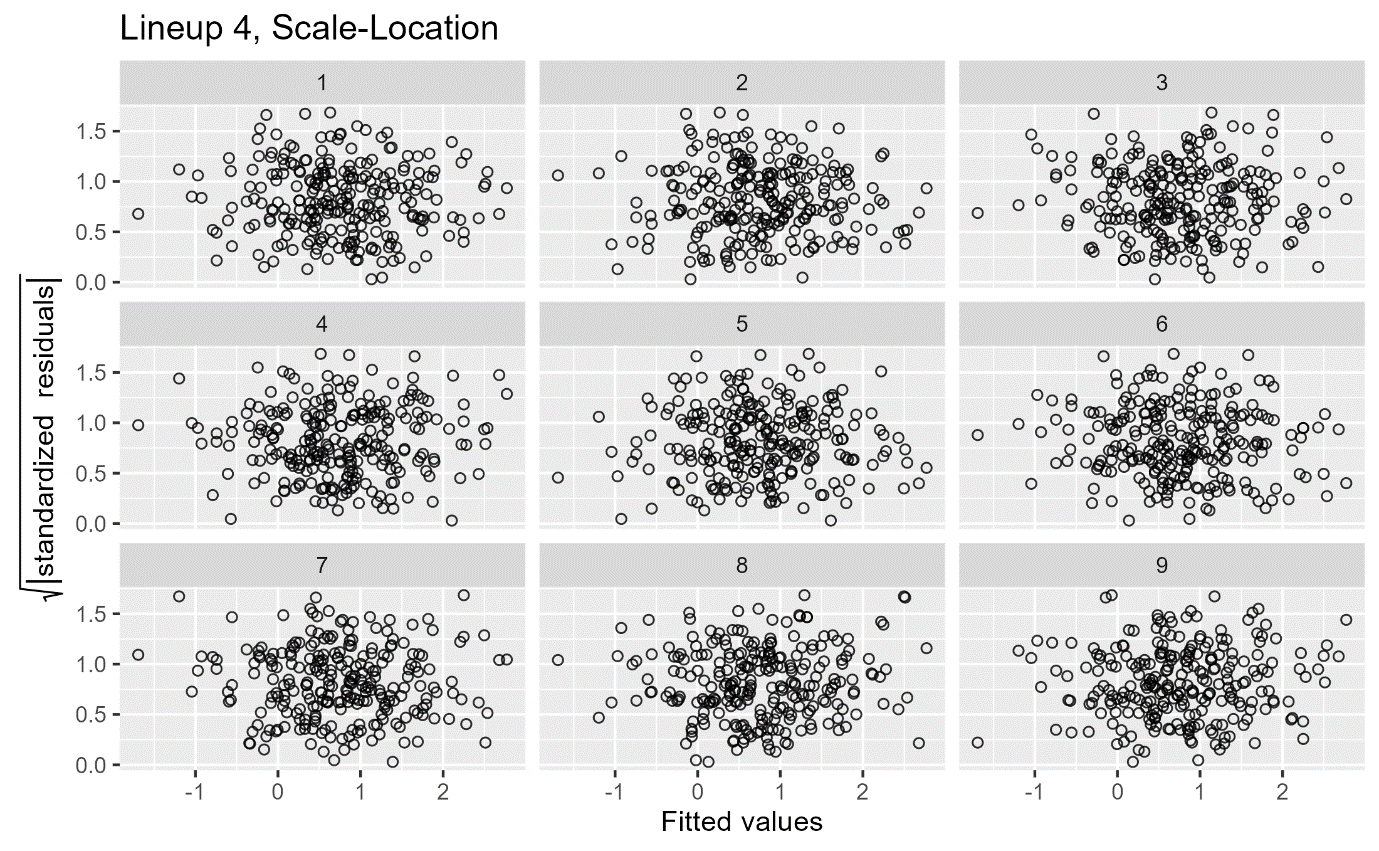 Lineup 4, Scale-Location
1 2 3
1.5
1.0
0.5
0.0
4 5 6
1.5
1.0
0.5
0.0
7 8 9
1.5
1.0
0.5
0.0
-1 0 1 2 -1 0 1 2 -1 0 1 2
Fitted values
√|standardized residuals|